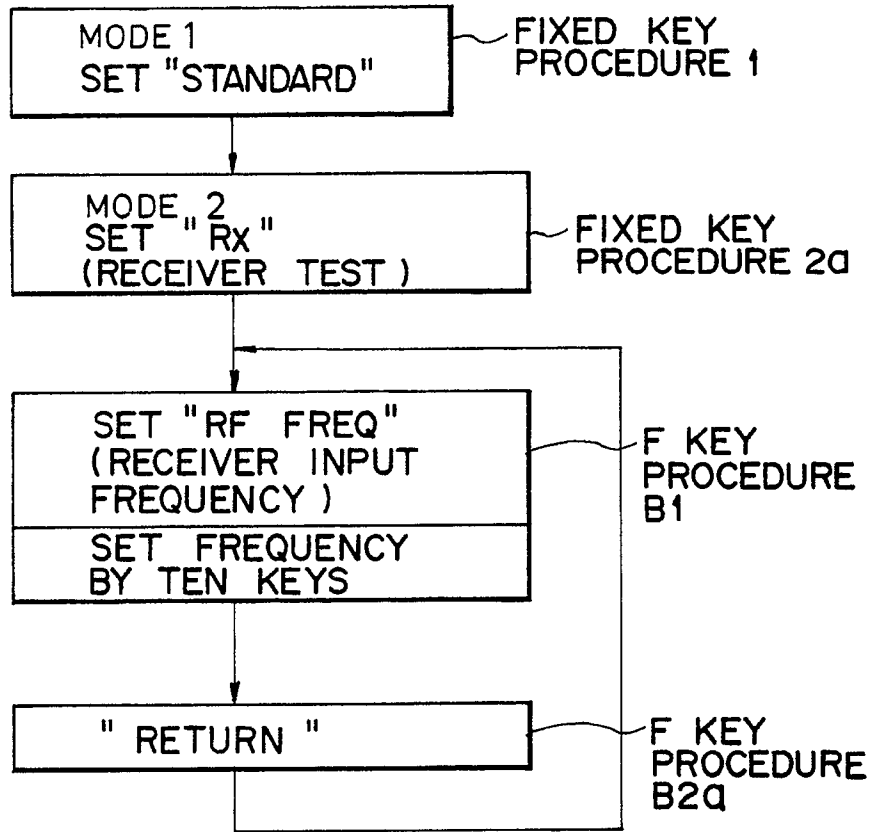 MODE 1
SET "STANDARD"
FIXED KEY
PROCEDURE 1
MODE 2
SET "Rx"
(RECEIVER TEST)
FIXED KEY
PROCEDURE 2a
SET "RF FREQ"
(RECEIVER INPUT
FREQUENCY)
SET FREQUENCY
BY TEN KEYS
F KEY
PROCEDURE
B1
"RETURN"
F KEY
PROCEDURE
B2a